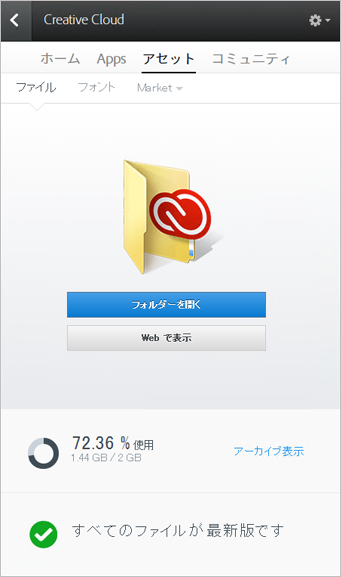 Creative Cloud
ホーム Apps アセット コミュニティ
ファイル フォント Market
フォルダーを開く
Web で表示
72.36 % 使用
1.44 GB / 2 GB
アーカイブ表示
すべてのファイルが最新版です